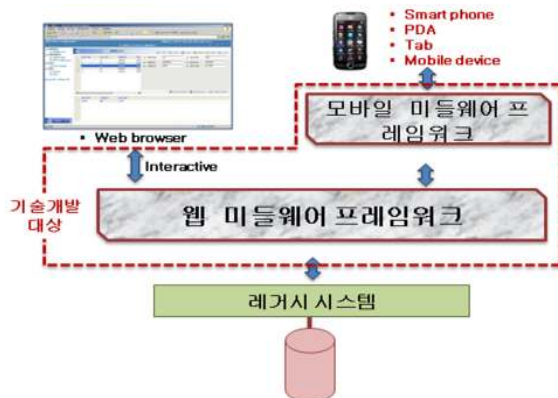 Smart phone
PDA
Tab
Mobile device
모바일 미들웨어 프
레임워크
Web browser
Interactive
기술개발
대상
웹 미들웨어 프레임워크
레거시 시스템